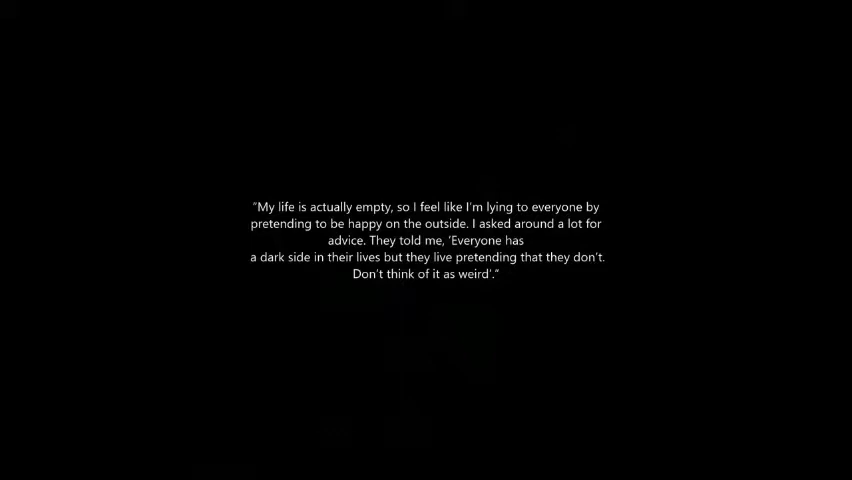 "My life is actually empty, so I feel like I'm lying to everyone by
pretending to be happy on the outside. I asked around a lot for
advice. They told me, 'Everyone has
a dark side in their lives but they live pretending that they don't.
Don't think of it as weird'."